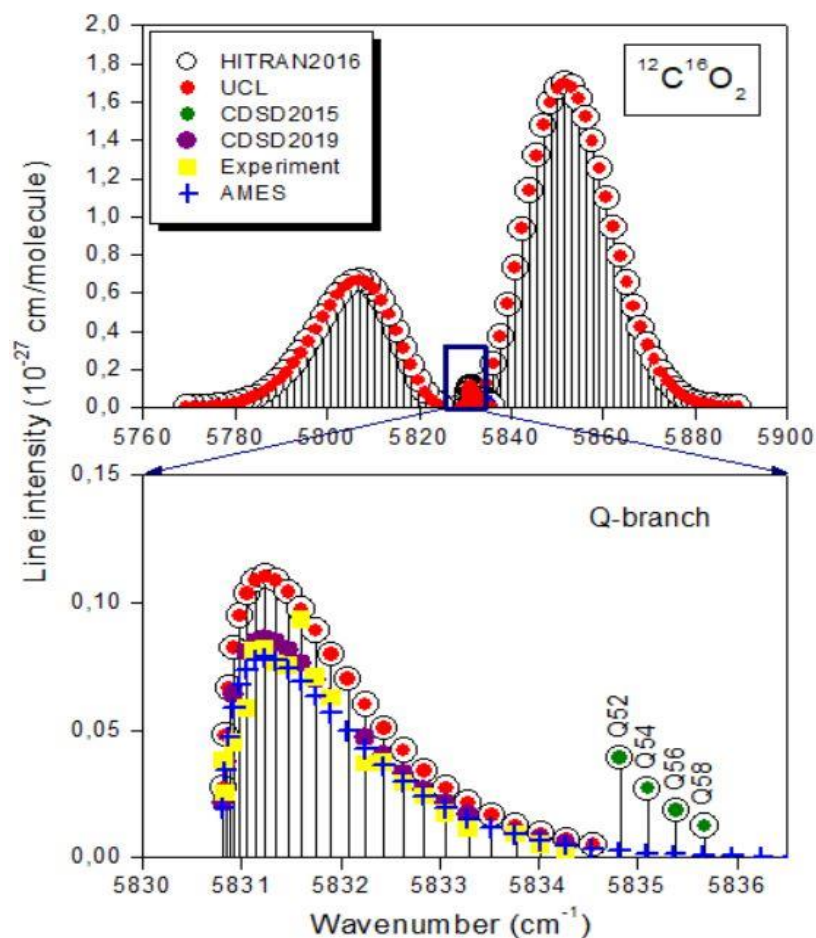 2,0
1,8
1,6
1,4
1,2
1,0
0,8
0,6
0,4
0,2
0,0
HITRAN2016
UCL
CDSD2015
CDSD2019
Experiment
AMES
¹²C¹⁶O₂
5760 5780 5800 5820 5840 5860 5880 5900
Line intensity (10⁻²⁷ cm/molecule)
0,15
0,10
0,05
0,00
Q-branch
Q52
Q54
Q56
Q58
5830 5831 5832 5833 5834 5835 5836
Wavenumber (cm⁻¹)